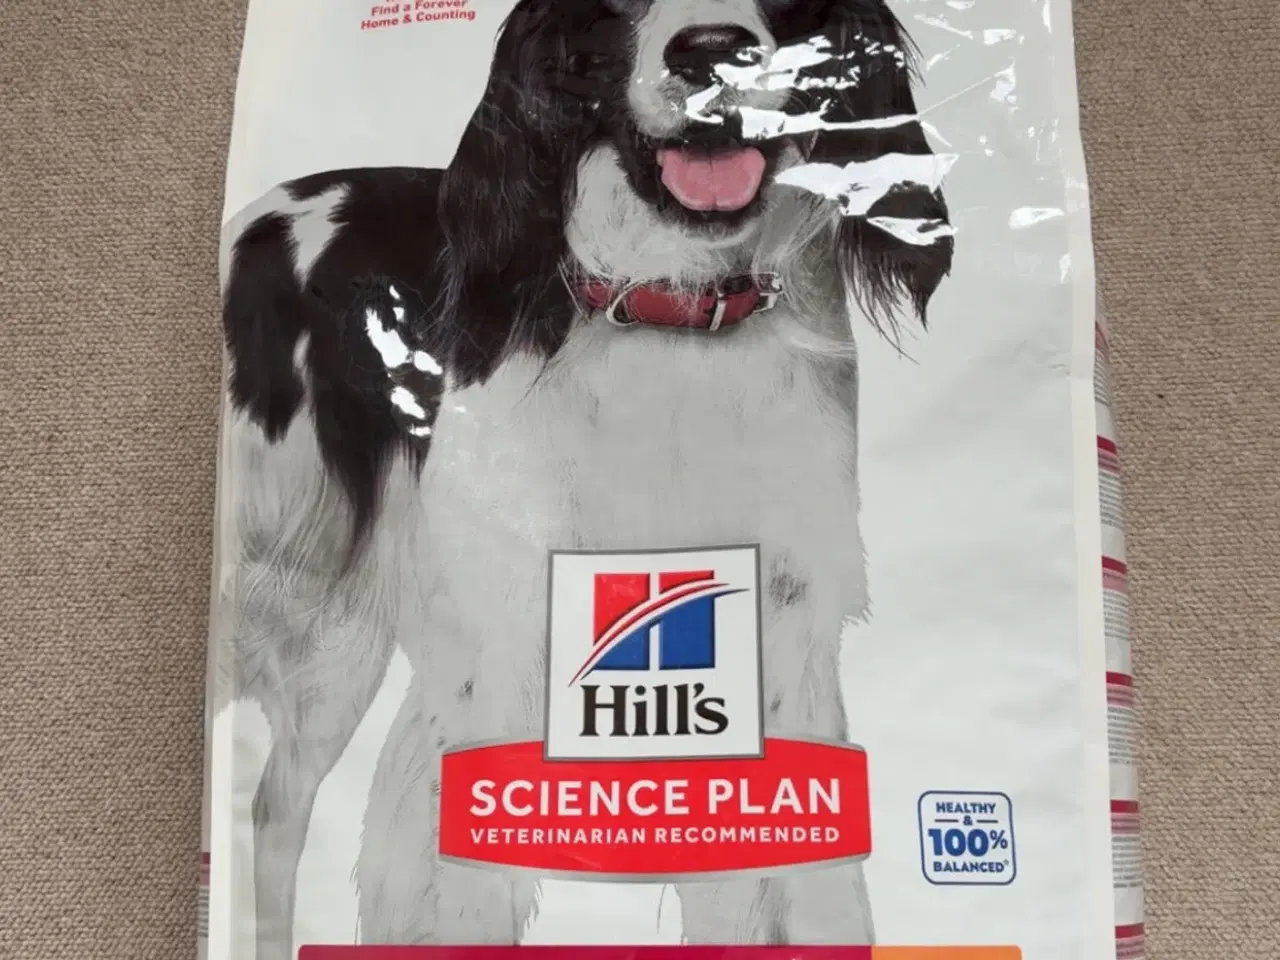 Find a Forever
Home & Counting
Hill's
SCIENCE PLAN
VETERINARIAN RECOMMENDED
HEALTHY
&
100%
BALANCED